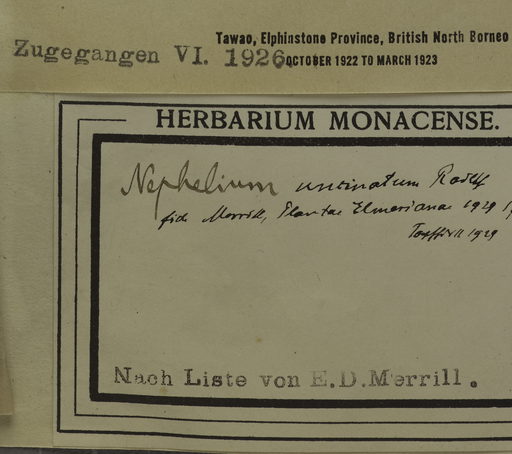 Tawao, Elphinstone Province, British North Borneo
Zugegangen VI. 1926.
OCTOBER 1922 TO MARCH 1923
HERBARIUM MONACENSE.
Nephelium uncinatum Radlk
fide Merrill, Plantae Elmerianae 1929
1929
Nach Liste von E.D.Merrill.